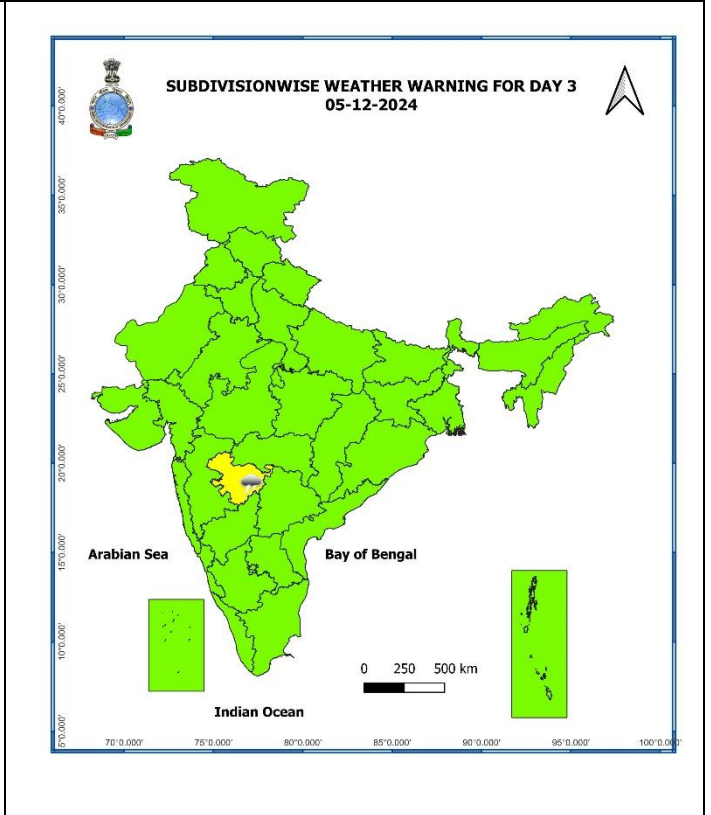 SUBDIVISIONWISE WEATHER WARNING FOR DAY 3
05-12-2024
40°0.000'
35°0.000'
30°0.000'
25°0.000'
20°0.000'
15°0.000'
10°0.000'
5°0.000'
Arabian Sea
Bay of Bengal
0 250 500 km
Indian Ocean
70°0.000' 75°0.000' 80°0.000' 85°0.000' 90°0.000' 95°0.000' 100°0.000'